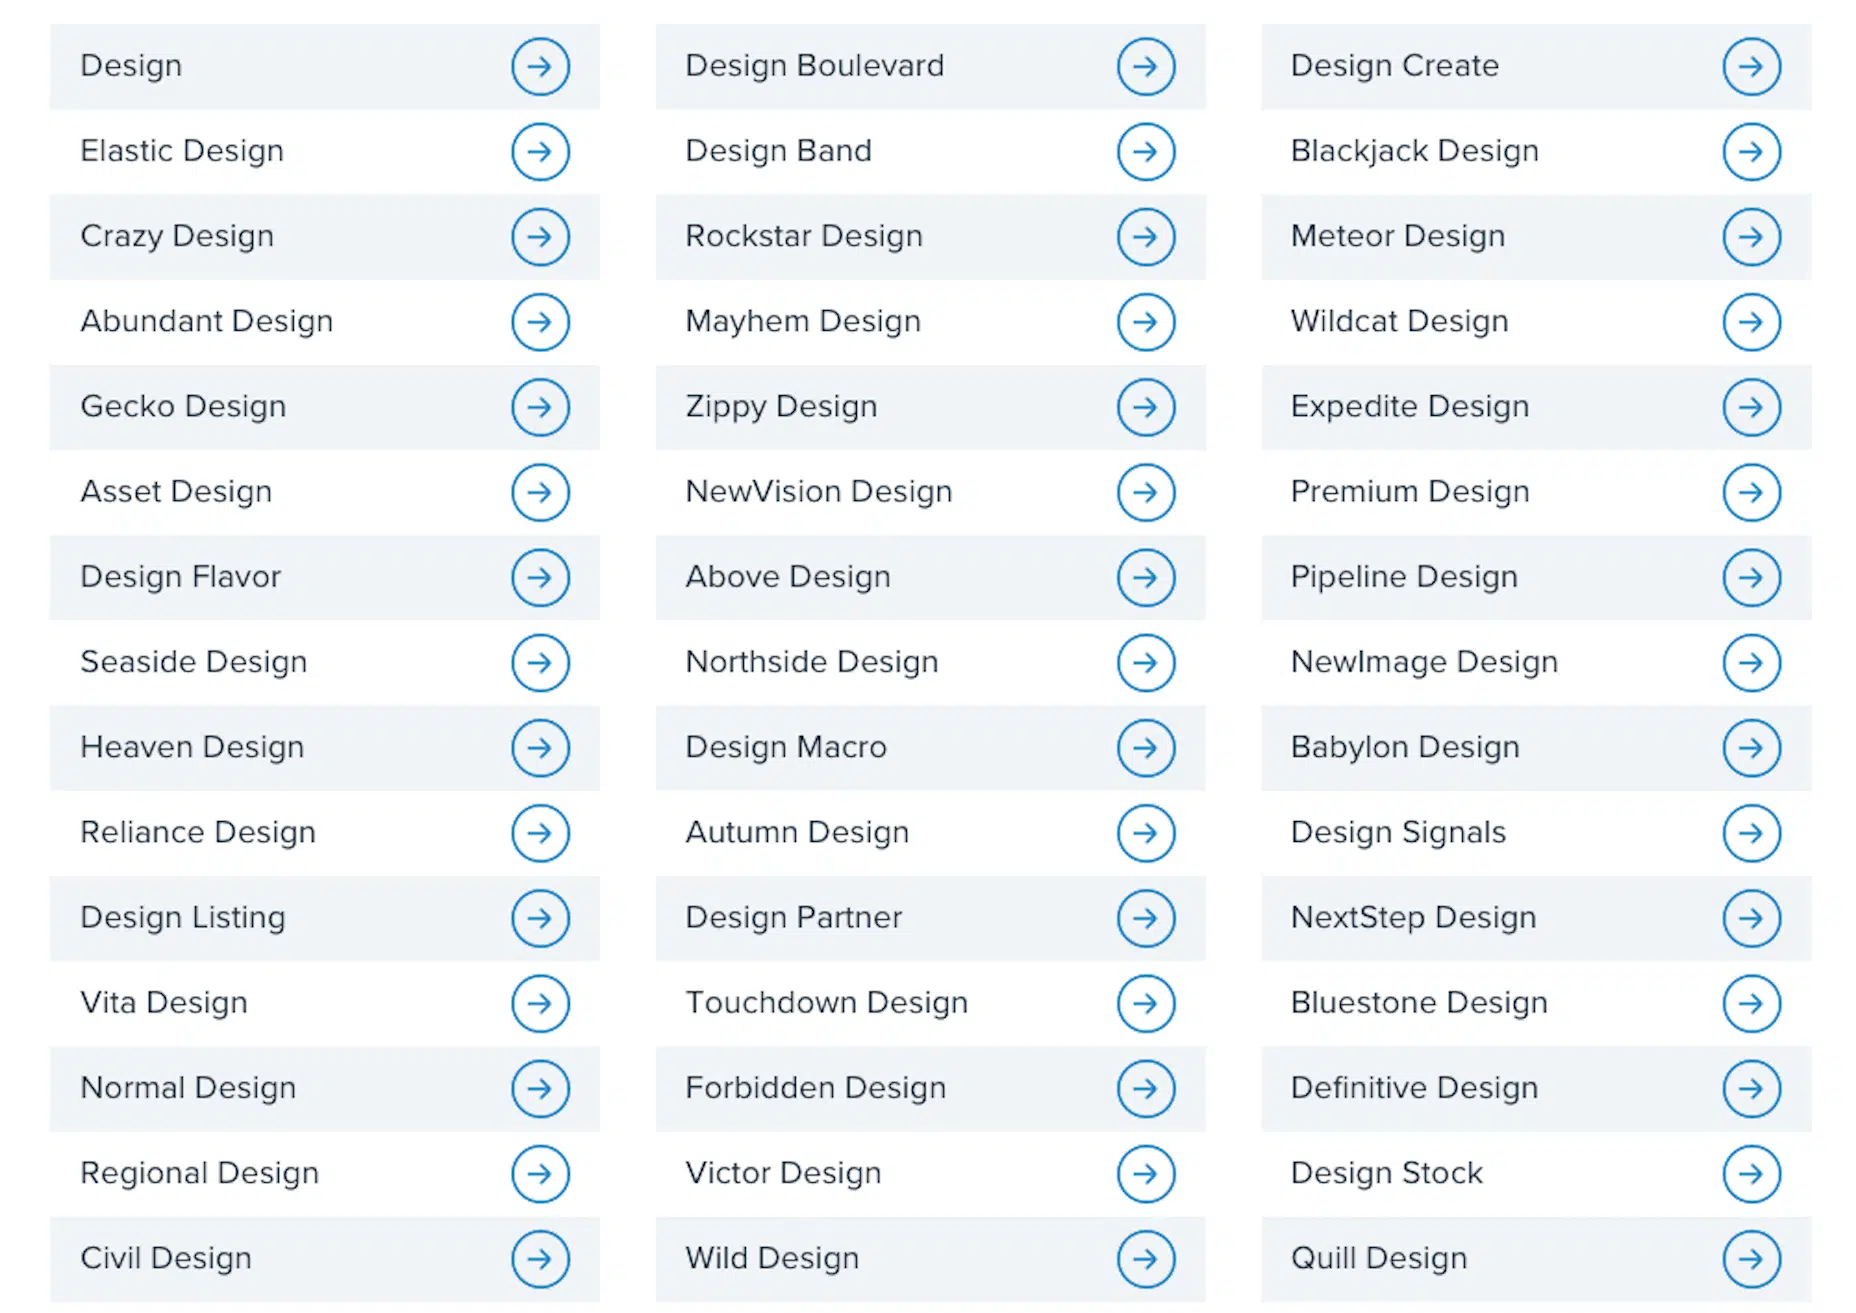 Design
Design Boulevard
Design Create
Elastic Design
Design Band
Blackjack Design
Crazy Design
Rockstar Design
Meteor Design
Abundant Design
Mayhem Design
Wildcat Design
Gecko Design
Zippy Design
Expedite Design
Asset Design
NewVision Design
Premium Design
Design Flavor
Above Design
Pipeline Design
Seaside Design
Northside Design
NewImage Design
Heaven Design
Design Macro
Babylon Design
Reliance Design
Autumn Design
Design Signals
Design Listing
Design Partner
NextStep Design
Vita Design
Touchdown Design
Bluestone Design
Normal Design
Forbidden Design
Definitive Design
Regional Design
Victor Design
Design Stock
Civil Design
Wild Design
Quill Design